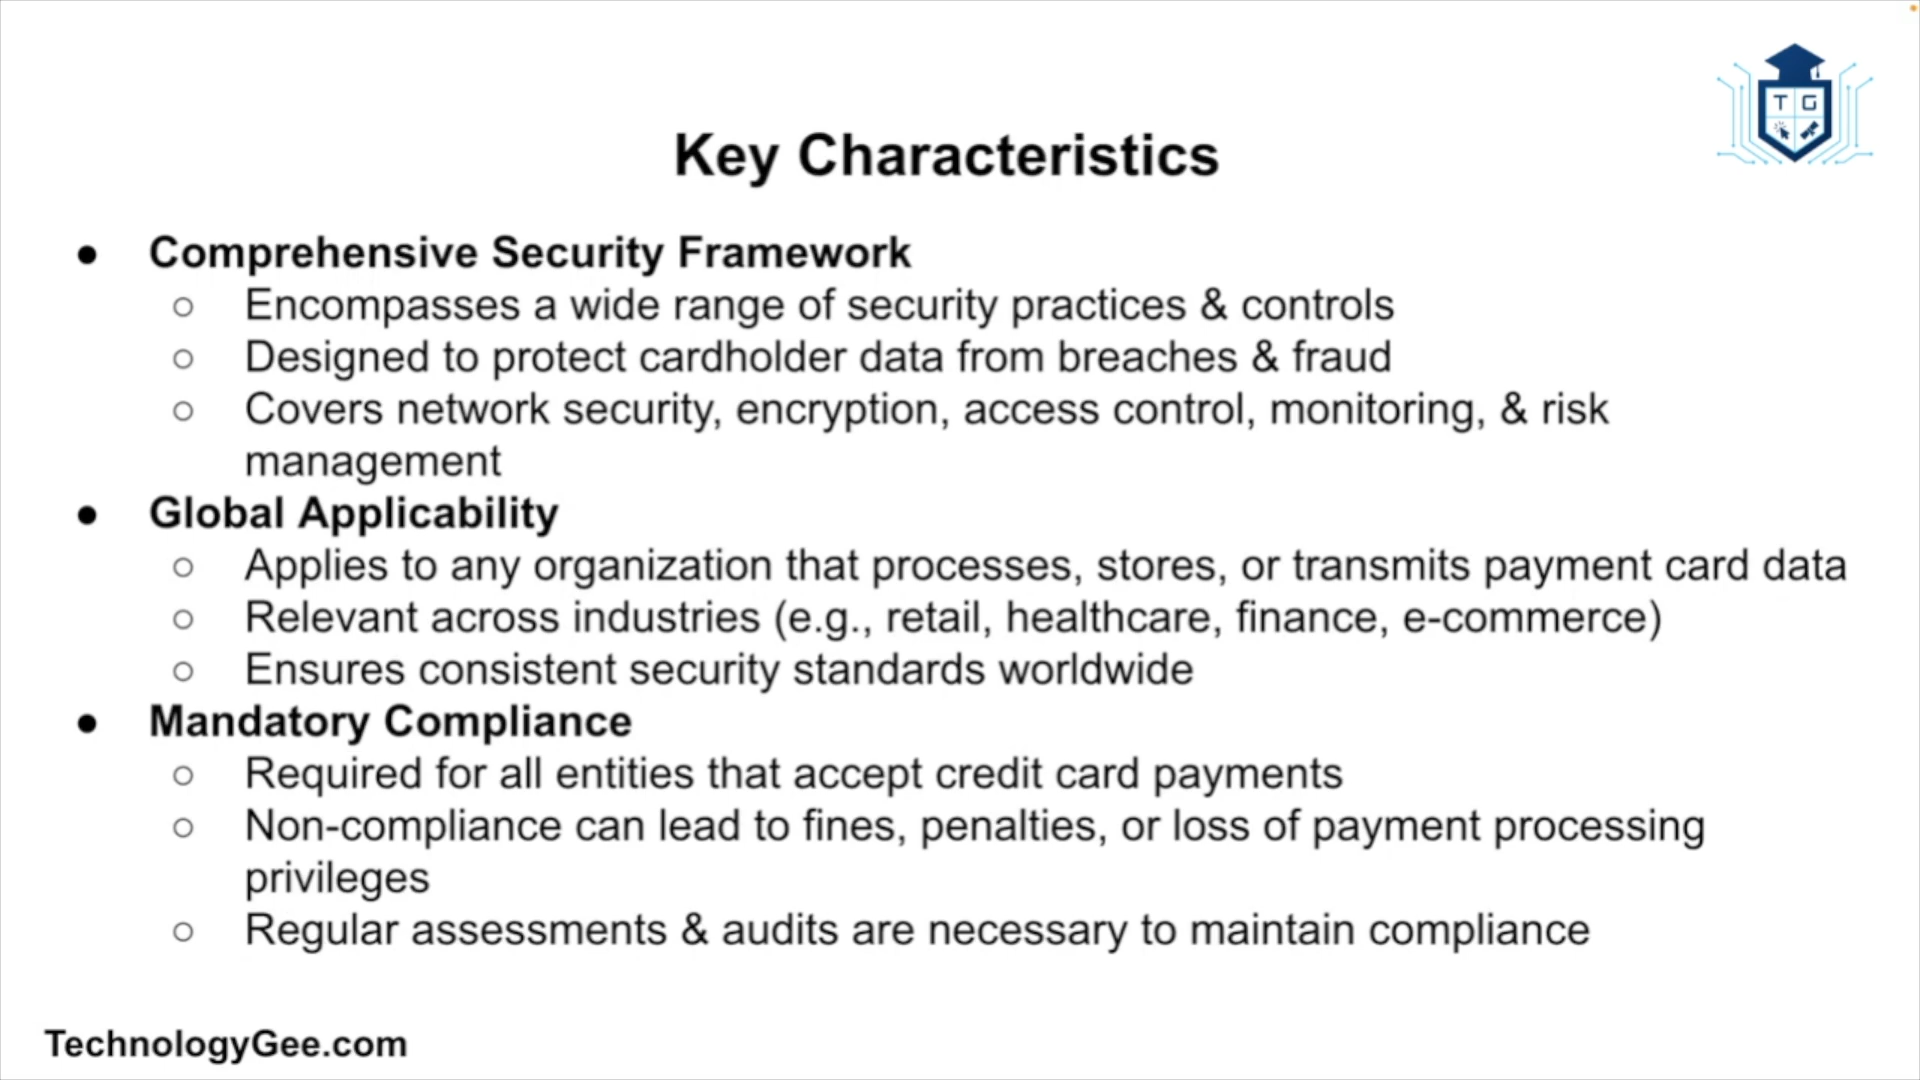 T G
Key Characteristics
● Comprehensive Security Framework
○ Encompasses a wide range of security practices & controls
○ Designed to protect cardholder data from breaches & fraud
○ Covers network security, encryption, access control, monitoring, & risk
management
● Global Applicability
○ Applies to any organization that processes, stores, or transmits payment card data
○ Relevant across industries (e.g., retail, healthcare, finance, e-commerce)
○ Ensures consistent security standards worldwide
● Mandatory Compliance
○ Required for all entities that accept credit card payments
○ Non-compliance can lead to fines, penalties, or loss of payment processing
privileges
○ Regular assessments & audits are necessary to maintain compliance
TechnologyGee.com